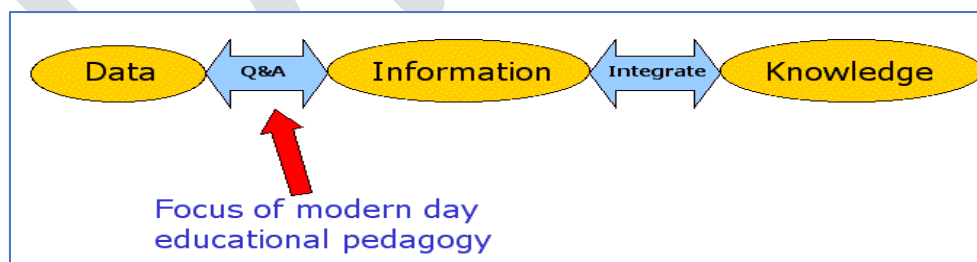 Data Q&A Information Integrate Knowledge
Focus of modern day
educational pedagogy